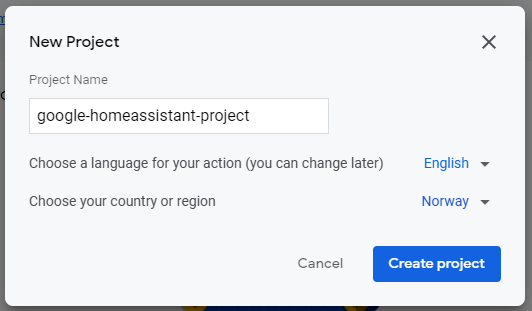 New Project
Project Name
google-homeassistant-project
Choose a language for your action (you can change later) English
Choose your country or region Norway
Cancel Create project